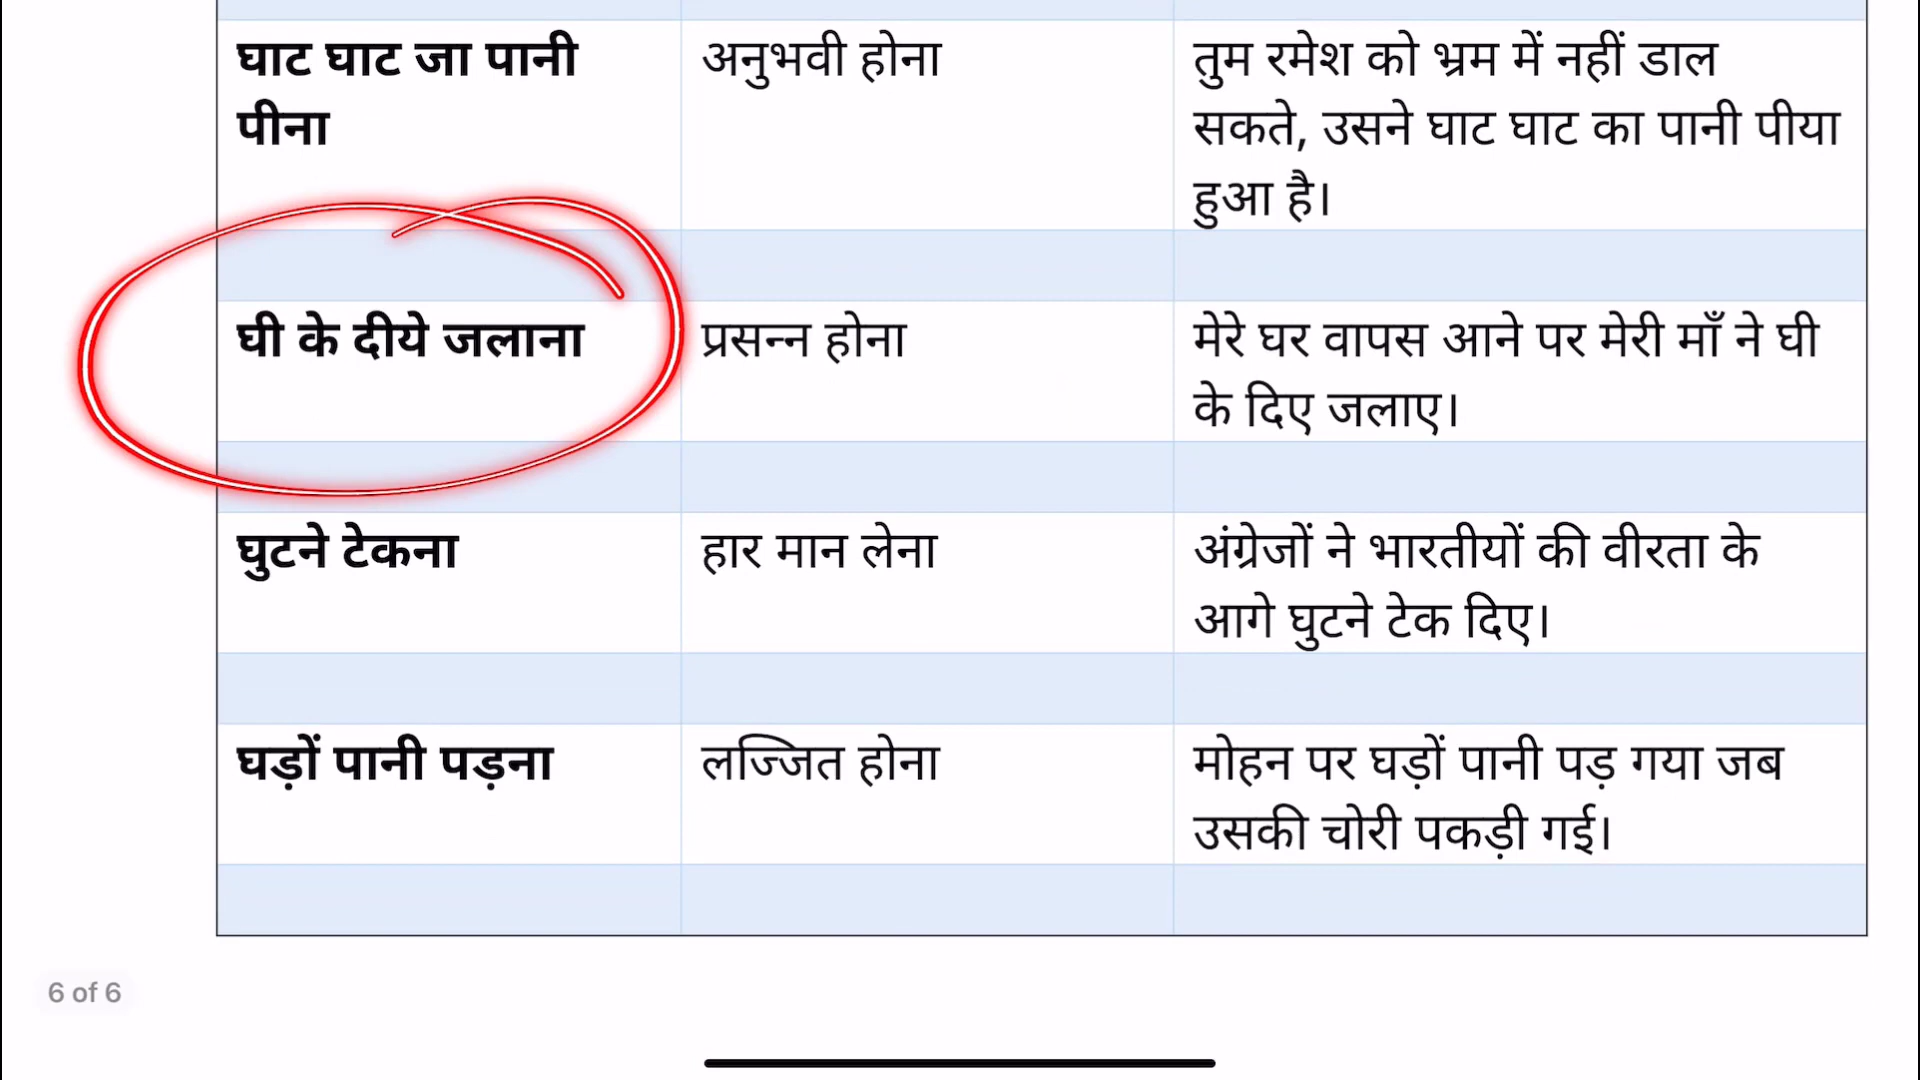 घाट घाट जा पानी
पीना
अनुभवी होना
तुम रमेश को भ्रम में नहीं डाल
सकते, उसने घाट घाट का पानी पीया
हुआ है।
घी के दीये जलाना
प्रसन्न होना
मेरे घर वापस आने पर मेरी माँ ने घी
के दिए जलाए।
घुटने टेकना
हार मान लेना
अंग्रेजों ने भारतीयों की वीरता के
आगे घुटने टेक दिए।
घड़ों पानी पड़ना
लज्जित होना
मोहन पर घड़ों पानी पड़ गया जब
उसकी चोरी पकड़ी गई।
6 of 6